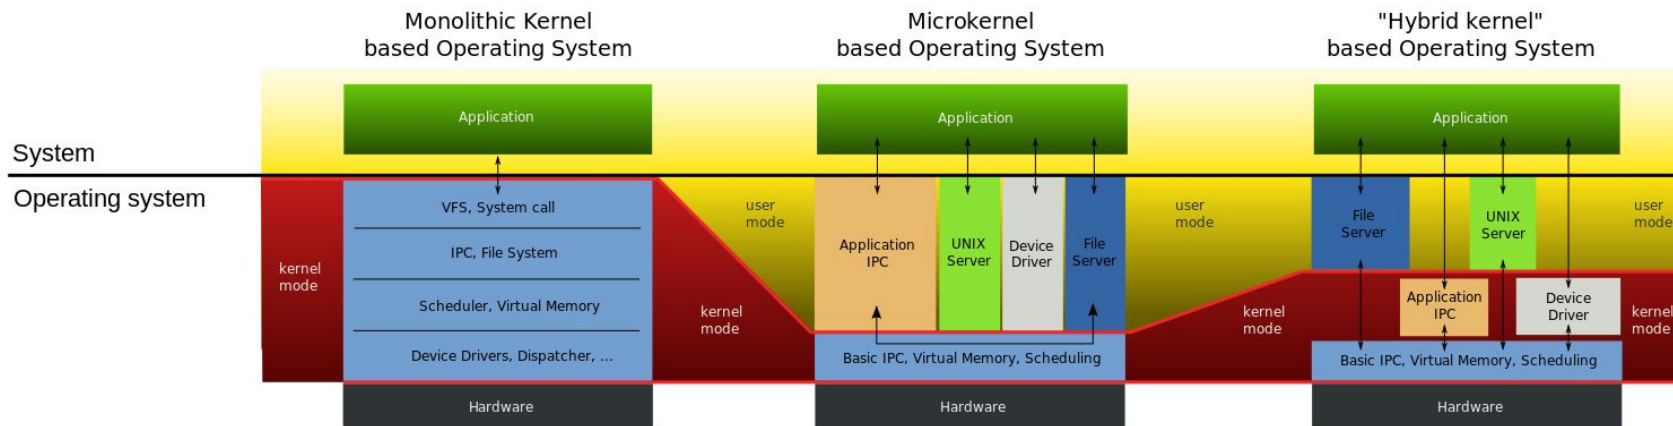 Monolithic Kernel
based Operating System
Microkernel
based Operating System
"Hybrid kernel"
based Operating System
Application
Application
Application
System
Operating system
VFS, System call
IPC, File System
Scheduler, Virtual Memory
Device Drivers, Dispatcher, ...
Hardware
kernel
mode
user
mode
kernel
mode
Application
IPC
UNIX
Server
Device
Driver
File
Server
Basic IPC, Virtual Memory, Scheduling
Hardware
user
mode
kernel
mode
File
Server
UNIX
Server
Application
IPC
Device
Driver
Basic IPC, Virtual Memory, Scheduling
Hardware
user
mode
kernel
mode